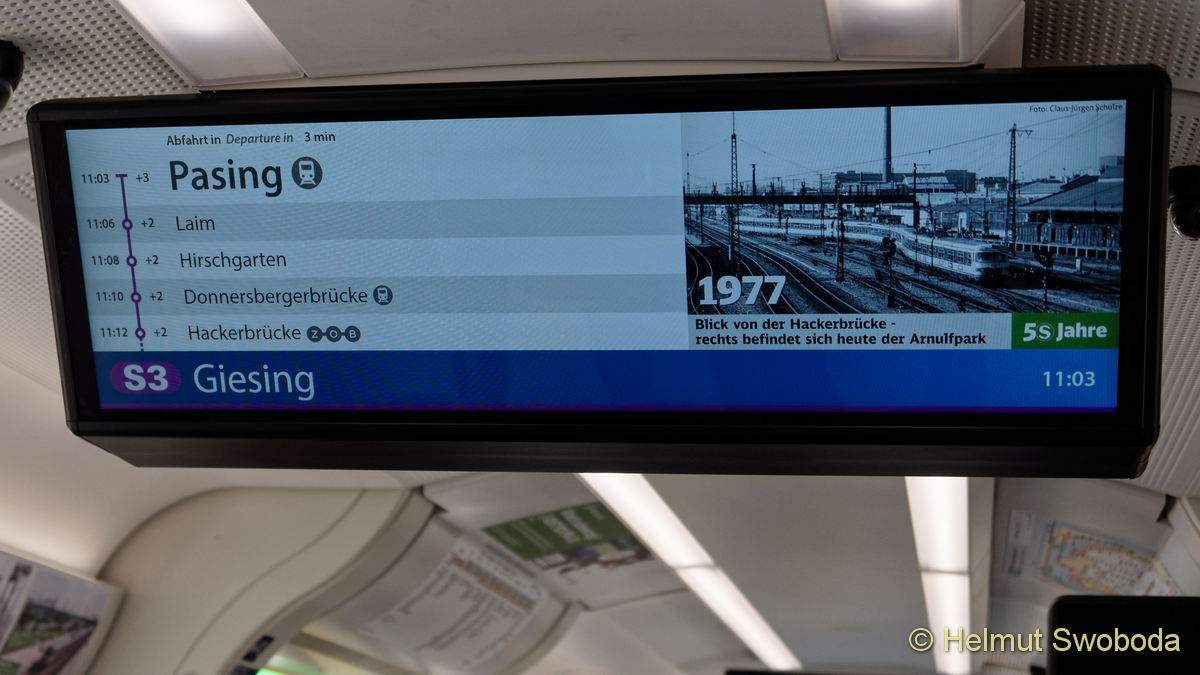 Abfahrt in Departure in 3 min
11:03 +3 Pasing
11:06 +2 Laim
11:08 +2 Hirschgarten
11:10 +2 Donnersbergerbrücke
11:12 +2 Hackerbrücke Z-O-B
S3 Giesing
11:03
Foto: Claus-Jürgen Schulze
1977
Blick von der Hackerbrücke -
rechts befindet sich heute der Arnulfpark
5S Jahre
© Helmut Swoboda